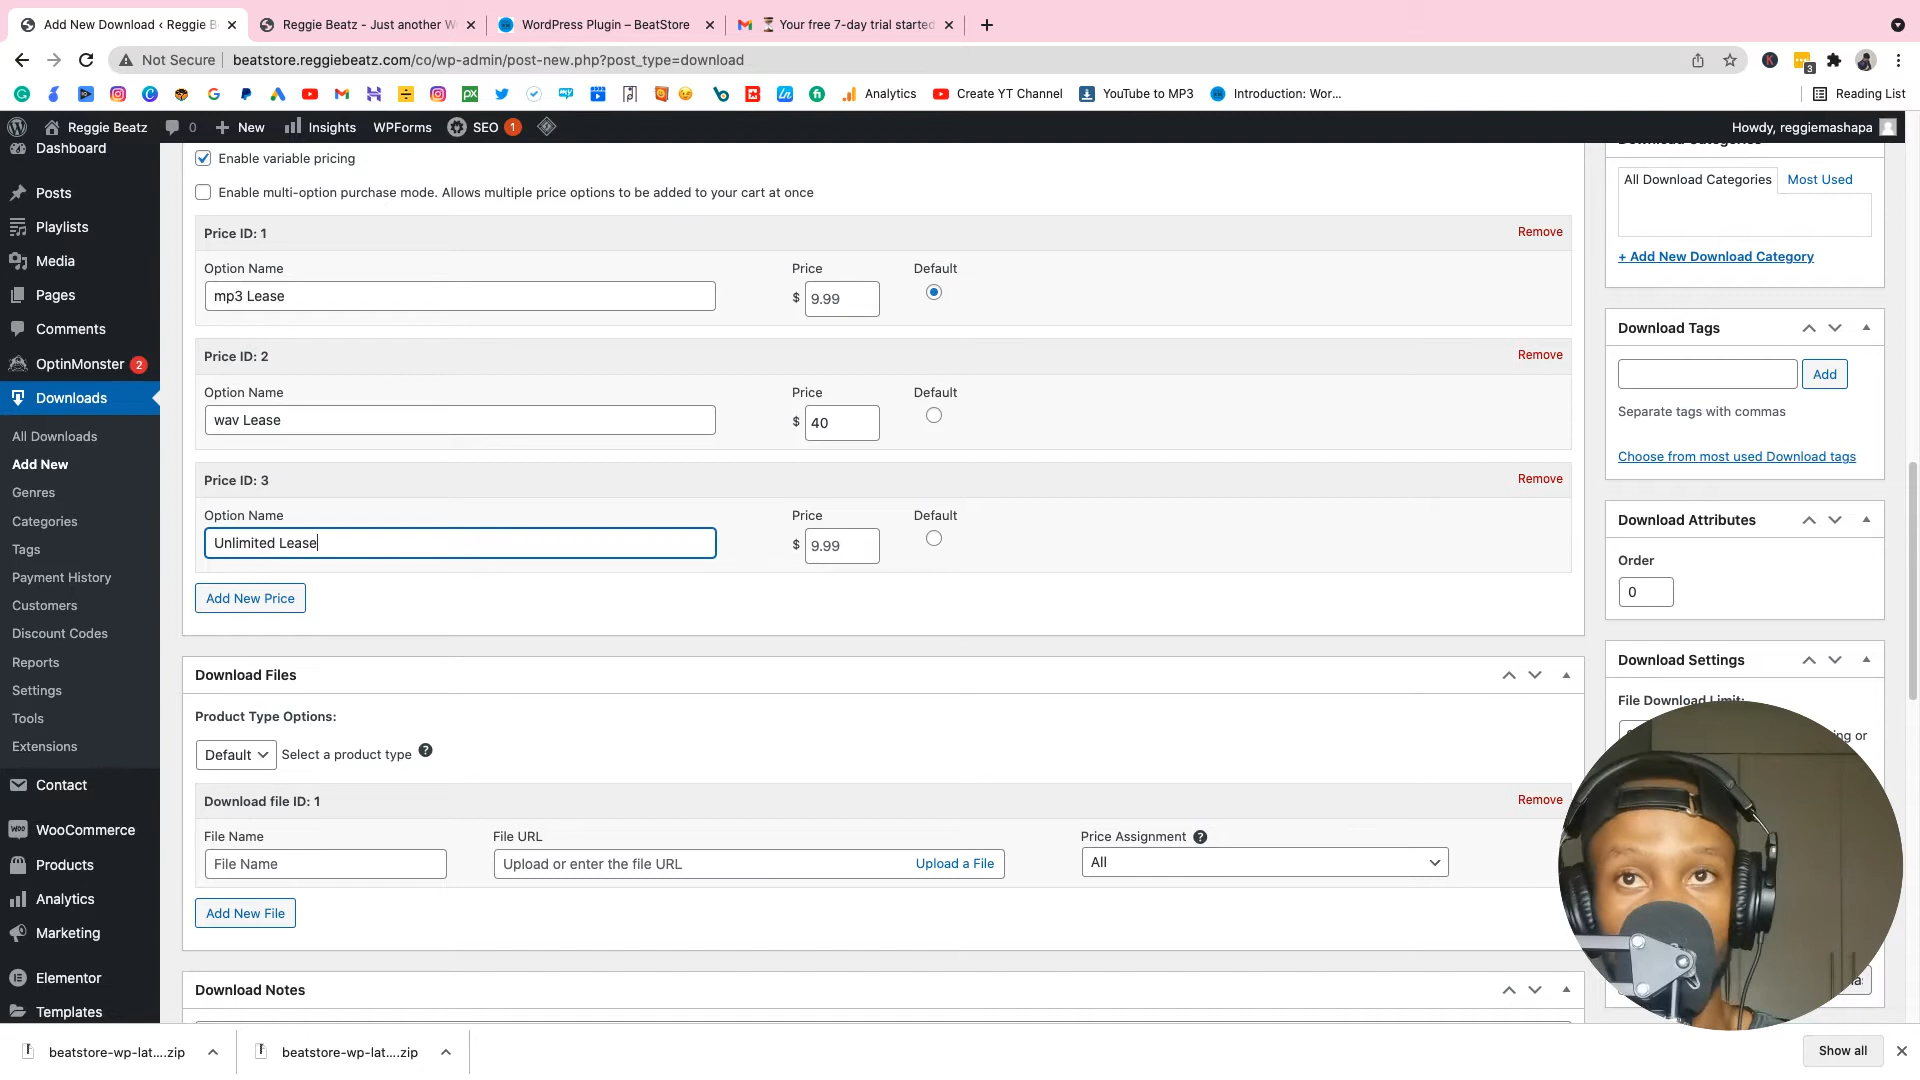 Add New Download ‹ Reggie B
Reggie Beatz - Just another W
WordPress Plugin – BeatStore
Your free 7-day trial started
Not Secure
beatstore.reggiebeatz.com/co/wp-admin/post-new.php?post_type=download
3
Analytics
Create YT Channel
YouTube to MP3
Introduction: Wor...
Reading List
Reggie Beatz
0
New
Insights
WPForms
SEO
1
Howdy, reggiemashapa
Dashboard
Posts
Playlists
Media
Pages
Comments
OptinMonster 2
Downloads
All Downloads
Add New
Genres
Categories
Tags
Payment History
Customers
Discount Codes
Reports
Settings
Tools
Extensions
Contact
WooCommerce
Products
Analytics
Marketing
Elementor
Templates
Enable variable pricing
Enable multi-option purchase mode. Allows multiple price options to be added to your cart at once
Price ID: 1
Remove
Option Name
Price
Default
mp3 Lease
$ 9.99
Price ID: 2
Remove
Option Name
Price
Default
wav Lease
$ 40
Price ID: 3
Remove
Option Name
Price
Default
Unlimited Lease
$ 9.99
Add New Price
Download Files
Product Type Options:
Default
Select a product type
?
Download file ID: 1
Remove
File Name
File URL
Price Assignment ?
File Name
Upload or enter the file URL
Upload a File
All
Add New File
Download Notes
Download Categories
All Download Categories
Most Used
+ Add New Download Category
Download Tags
Add
Separate tags with commas
Choose from most used Download tags
Download Attributes
Order
0
Download Settings
File Download Limit:
or
beatstore-wp-lat....zip
beatstore-wp-lat....zip
Show all